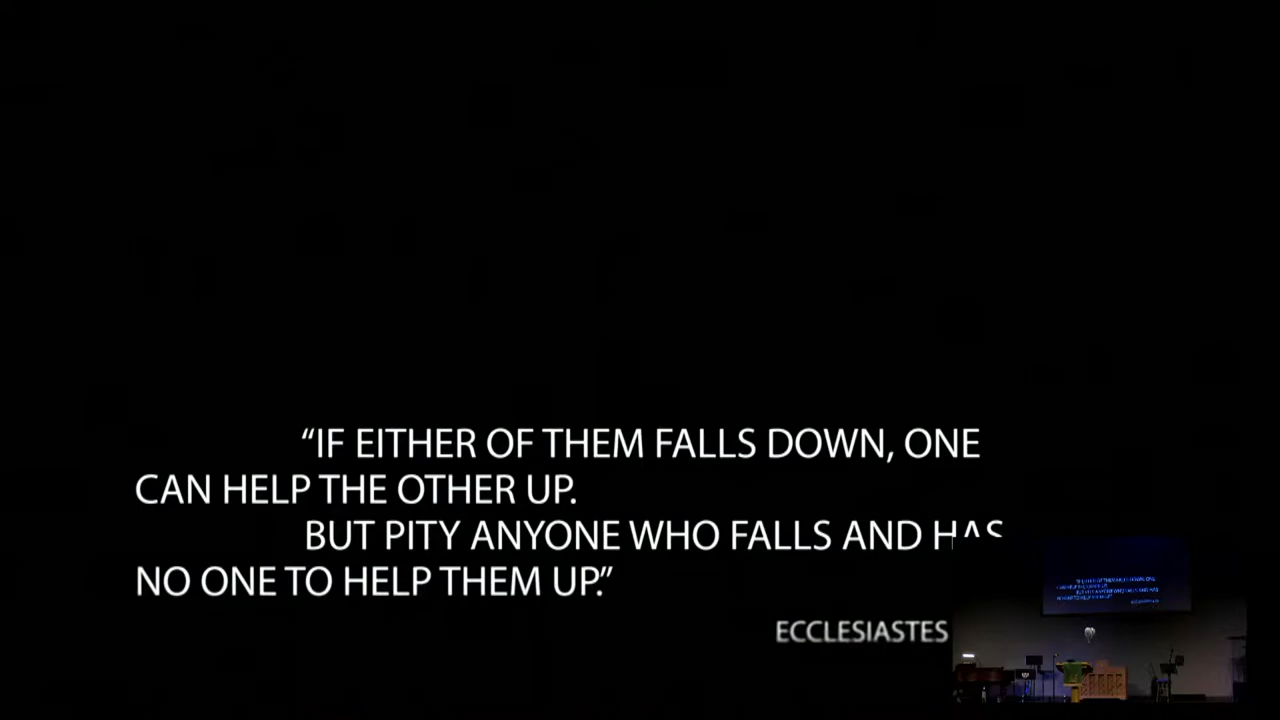 “IF EITHER OF THEM FALLS DOWN, ONE
CAN HELP THE OTHER UP.
BUT PITY ANYONE WHO FALLS AND HAS
NO ONE TO HELP THEM UP.”
ECCLESIASTES